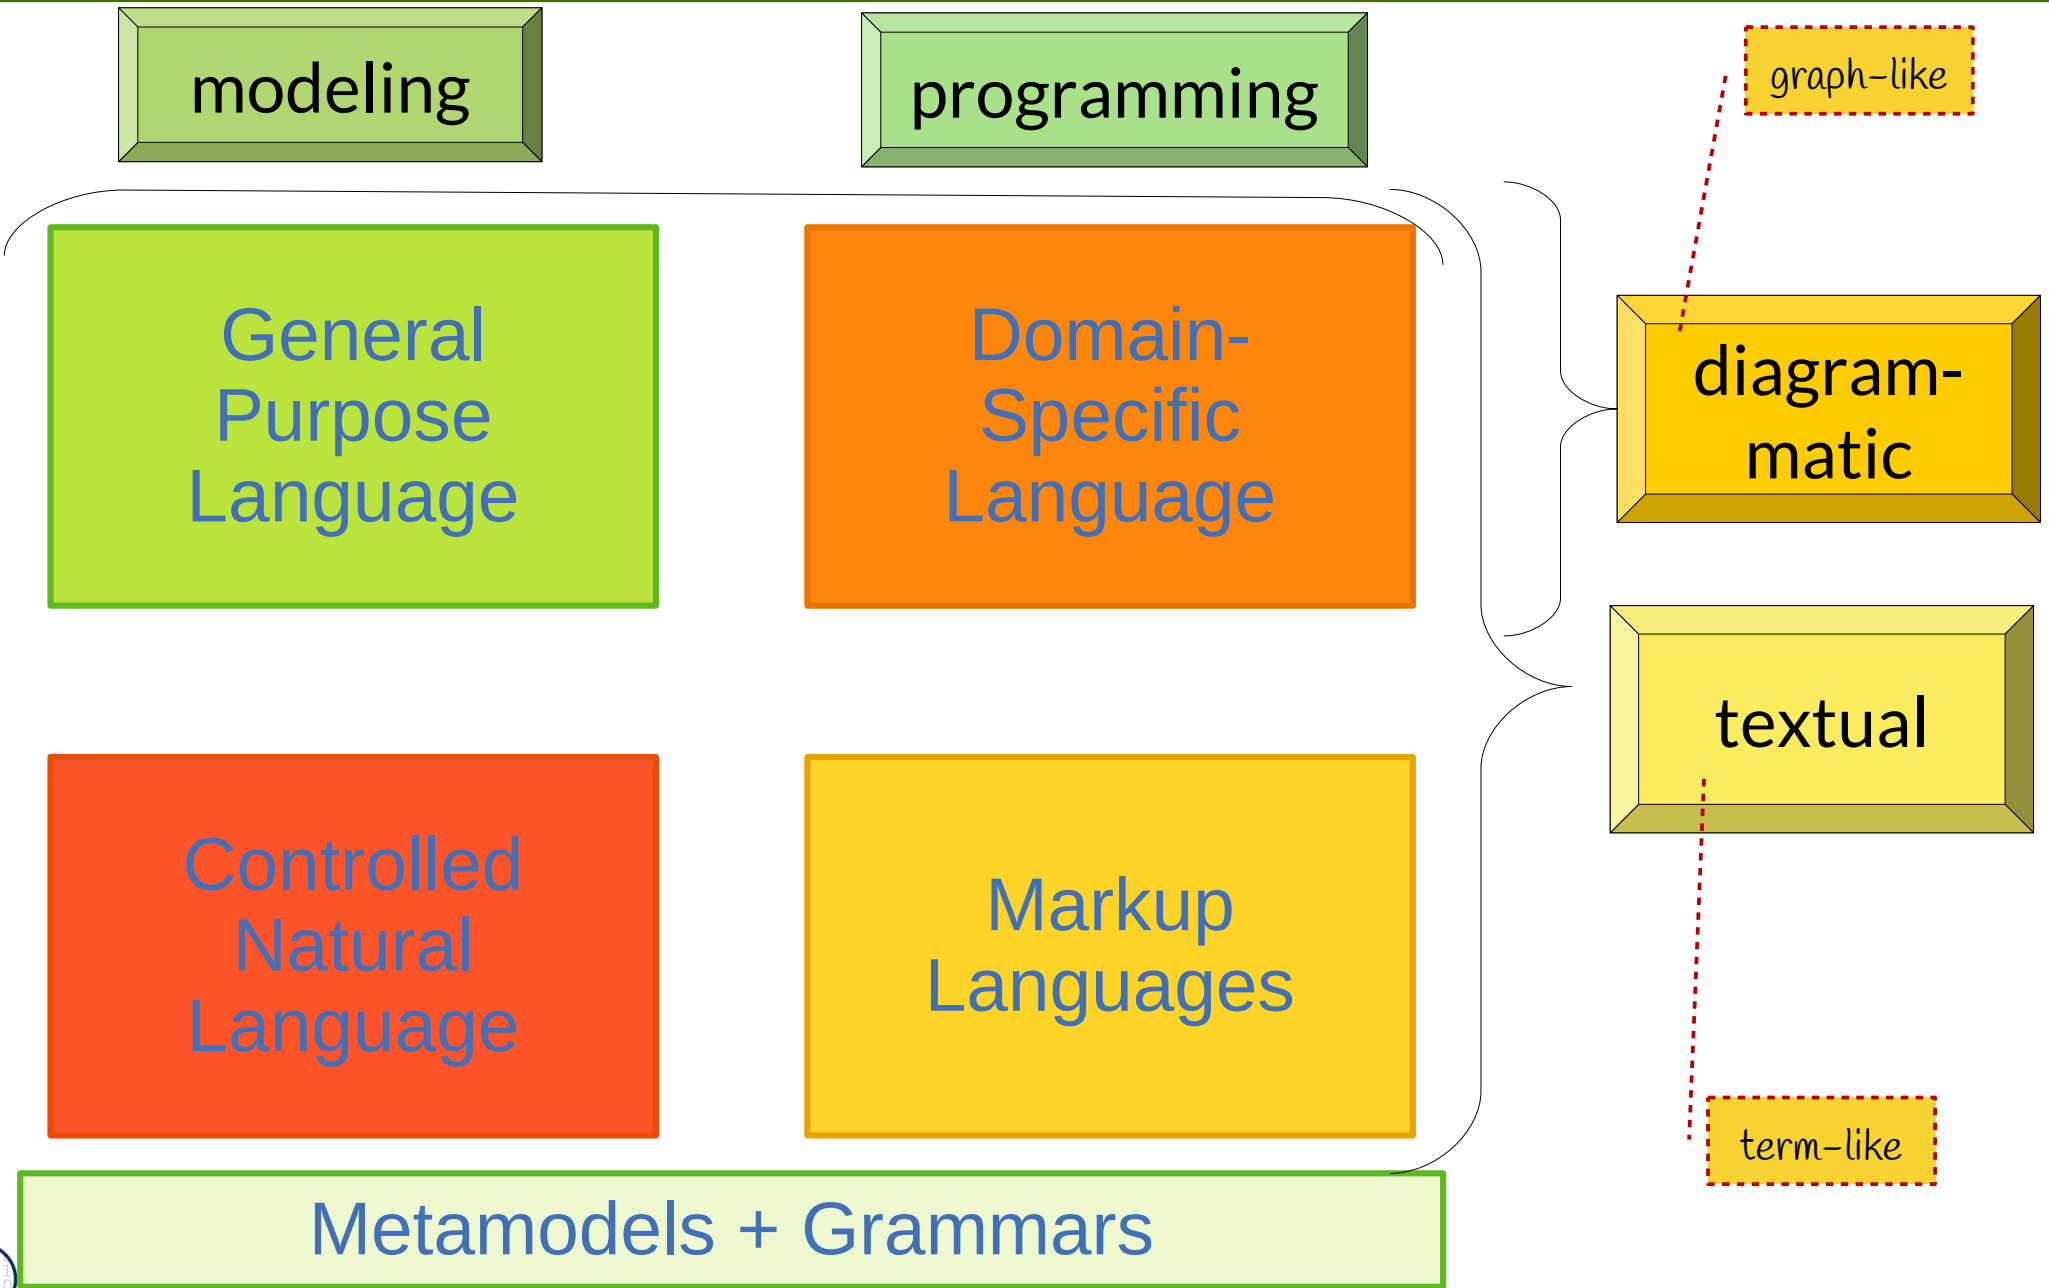 modeling
programming
graph-like
General
Purpose
Language
Domain-
Specific
Language
diagram-
matic
textual
Controlled
Natural
Language
Markup
Languages
term-like
Metamodels + Grammars